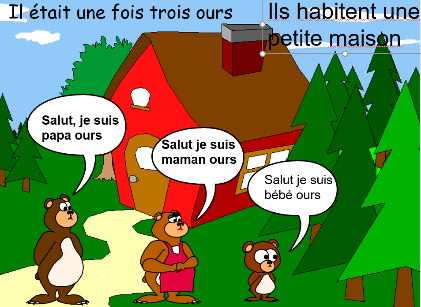 Il était une fois trois ours
Ils habitent une
petite maison
Salut, je suis
papa ours
Salut je suis
maman ours
Salut je suis
bébé ours